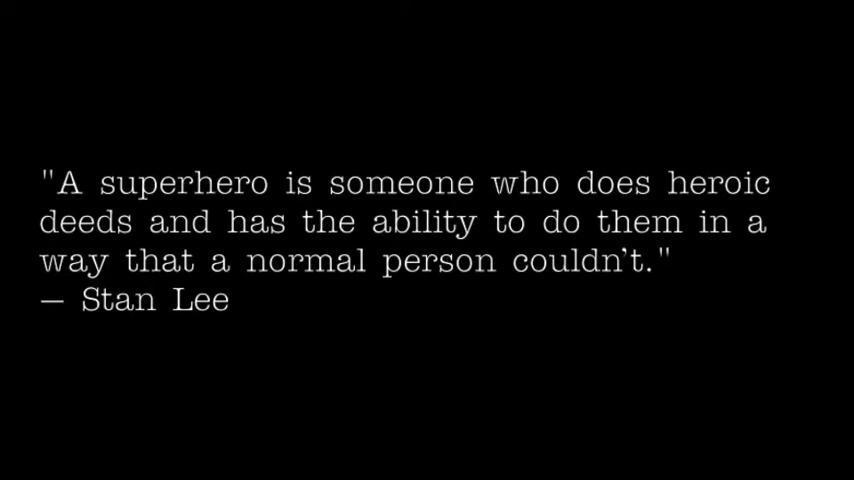 "A superhero is someone who does heroic
deeds and has the ability to do them in a
way that a normal person couldn't."
— Stan Lee